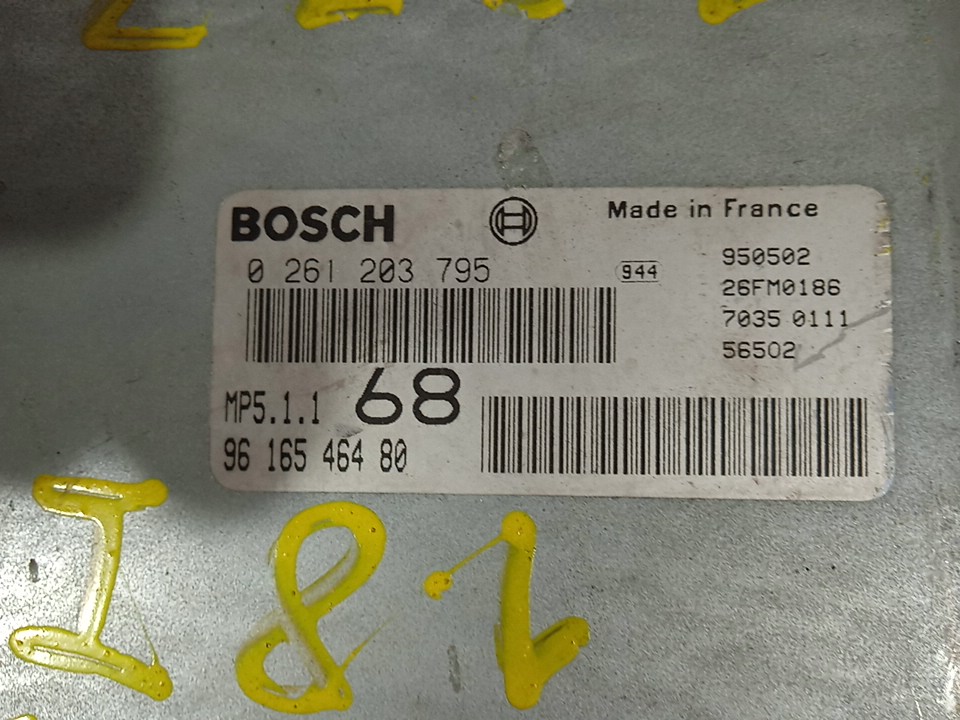 BOSCH
Made in France
0 261 203 795
944
950502
26FM0186
7035 0111
56502
MP5.1.1 68
96 165 464 80
I81